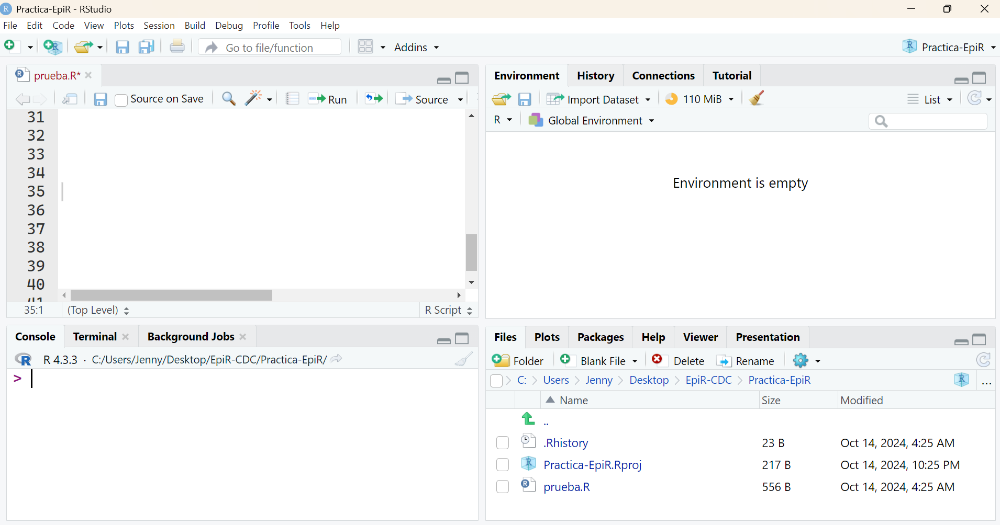 Practica-EpiR - RStudio
File Edit Code View Plots Session Build Debug Profile Tools Help
Go to file/function Addins Practica-EpiR
prueba.R*
Source on Save Run Source
31
32
33
34
35
36
37
38
39
40
41
35:1 (Top Level) R Script
Environment History Connections Tutorial
Import Dataset 110 MiB List
R Global Environment
Environment is empty
Console Terminal Background Jobs
R 4.3.3 · C:/Users/Jenny/Desktop/EpiR-CDC/Practica-EpiR/
>
Files Plots Packages Help Viewer Presentation
Folder Blank File Delete Rename
C: Users Jenny Desktop EpiR-CDC Practica-EpiR ...
Name Size Modified
..
.Rhistory 23 B Oct 14, 2024, 4:25 AM
Practica-EpiR.Rproj 217 B Oct 14, 2024, 10:25 PM
prueba.R 556 B Oct 14, 2024, 4:25 AM